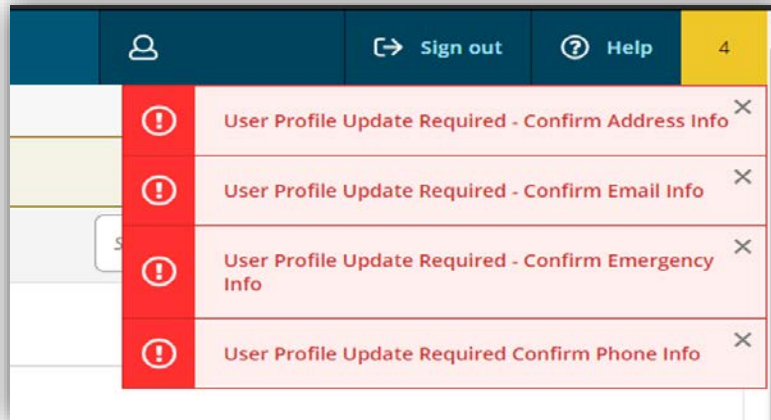 Sign out
Help
4
User Profile Update Required - Confirm Address Info
User Profile Update Required - Confirm Email Info
User Profile Update Required - Confirm Emergency
Info
User Profile Update Required Confirm Phone Info